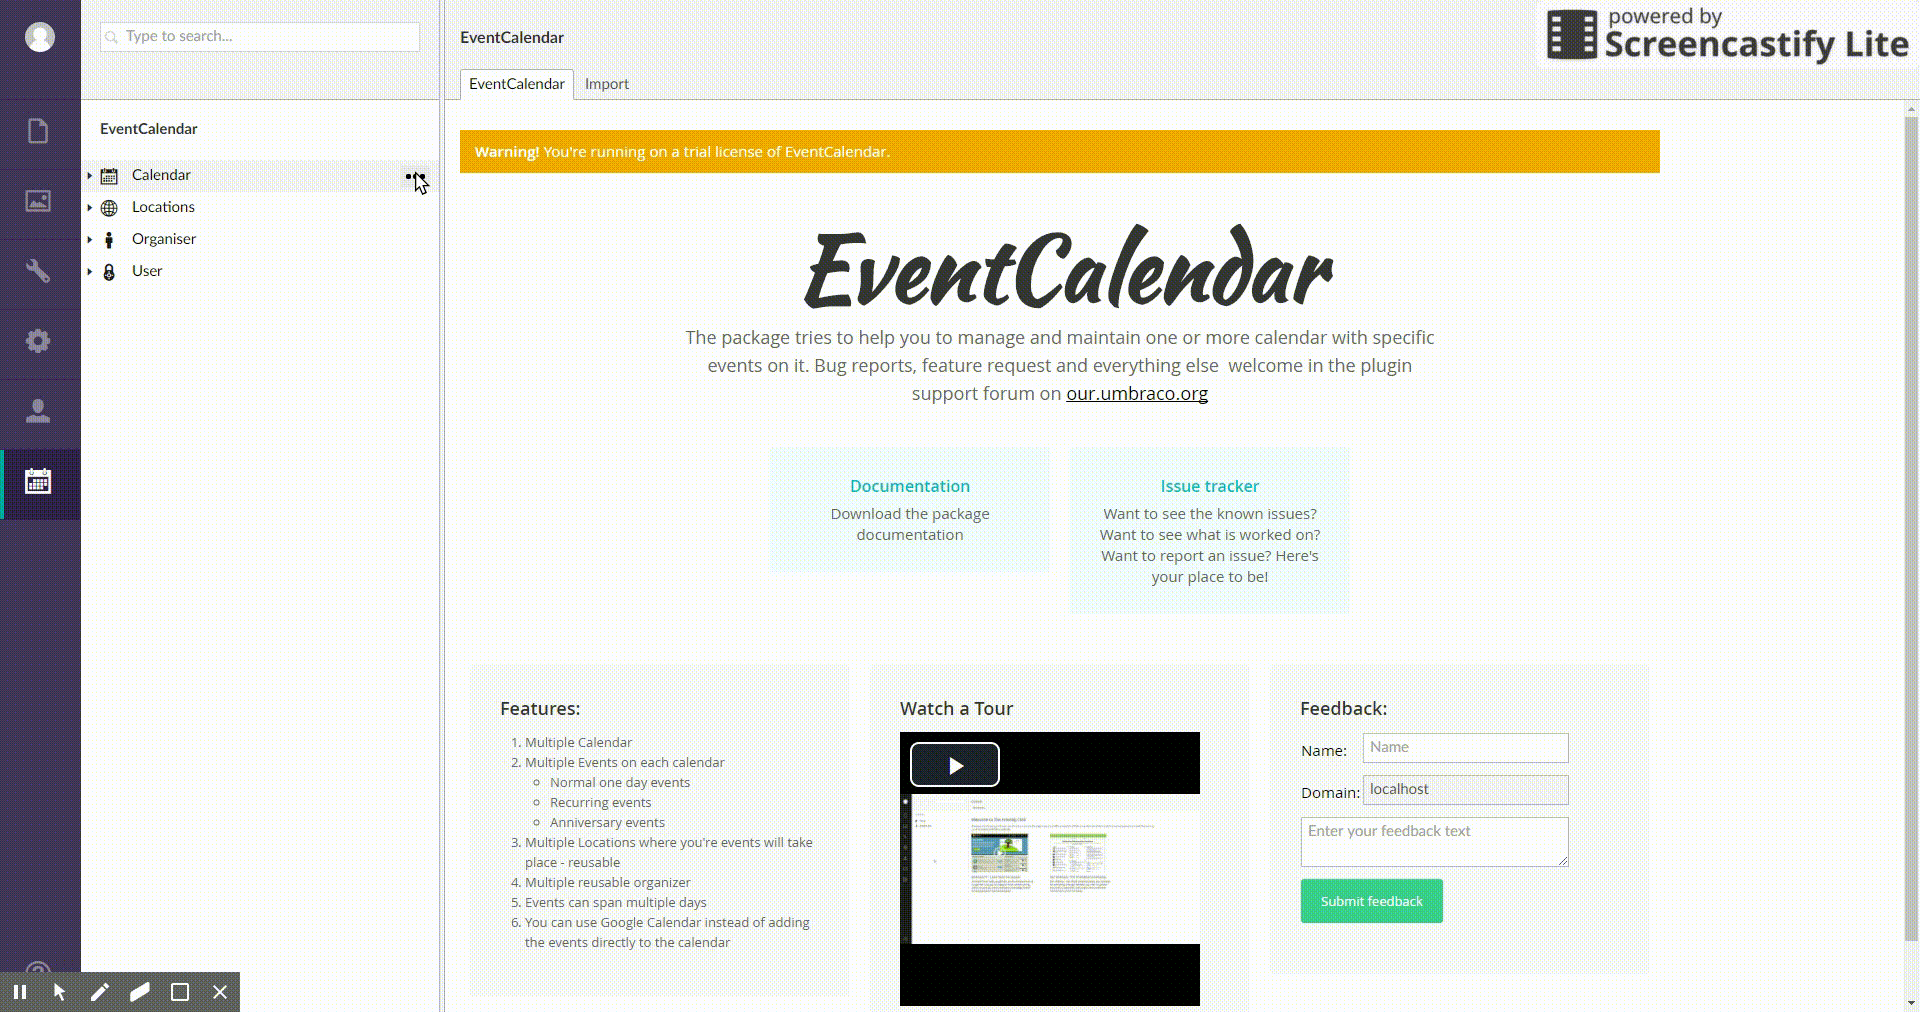 Type to search...
EventCalendar
Calendar
Locations
Organiser
User
EventCalendar
powered by
Screencastify Lite
EventCalendar
Import
Warning! You're running on a trial license of EventCalendar.
EventCalendar
The package tries to help you to manage and maintain one or more calendar with specific
events on it. Bug reports, feature request and everything else  welcome in the plugin
support forum on our.umbraco.org
Documentation
Download the package
documentation
Issue tracker
Want to see the known issues?
Want to see what is worked on?
Want to report an issue? Here's
your place to be!
Features:
1. Multiple Calendar
2. Multiple Events on each calendar
Normal one day events
Recurring events
Anniversary events
3. Multiple Locations where you're events will take
place - reusable
4. Multiple reusable organizer
5. Events can span multiple days
6. You can use Google Calendar instead of adding
the events directly to the calendar
Watch a Tour
Feedback:
Name:
Name
Domain:
localhost
Enter your feedback text
Submit feedback